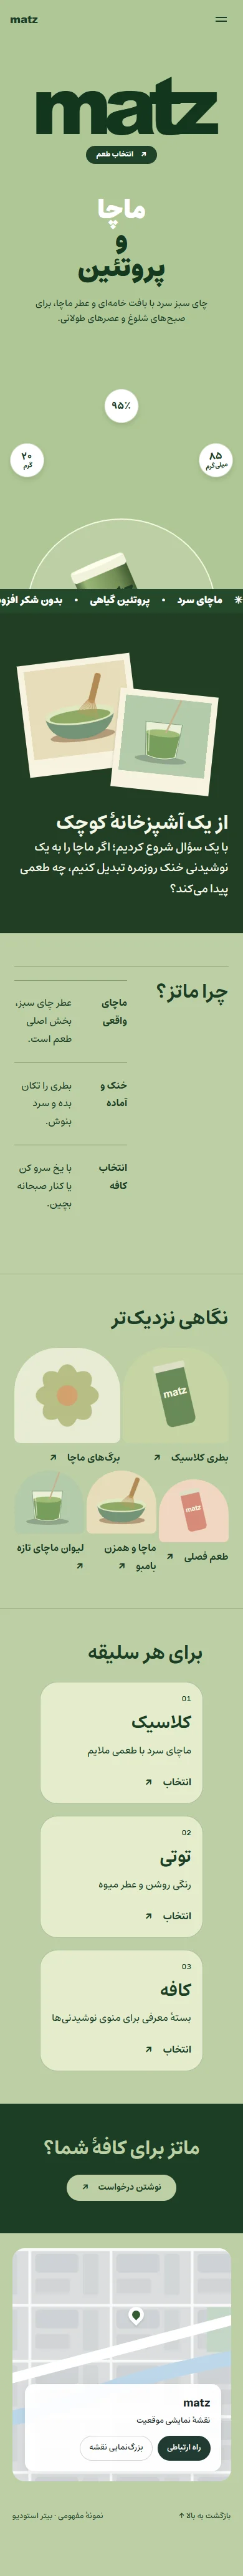 matz
matz
انتخاب طعم ↗
ماچا
و
پروتئین
چای سبز سرد با بافت خامه‌ای و عطر ماچا، برای
صبح‌های شلوغ و عصرهای طولانی.
۹۵٪
۸۵
میلی‌گرم
۲۰
گرم
✳ ماچای سرد • پروتئین گیاهی • بدون شکر افزو
از یک آشپزخانهٔ کوچک
با یک سؤال شروع کردیم؛ اگر ماچا را به یک
نوشیدنی خنک روزمره تبدیل کنیم، چه طعمی
پیدا می‌کند؟
چرا ماتز؟
ماچای
واقعی
عطر چای سبز،
بخش اصلی
طعم است.
خنک و
آماده
بطری را تکان
بده و سرد
بنوش.
انتخاب
کافه
با یخ سرو کن
یا کنار صبحانه
بچین.
نگاهی نزدیک‌تر
matz
بطری کلاسیک ↗
برگ‌های ماچا ↗
matz
طعم فصلی ↗
ماچا و همزن
بامبو ↗
لیوان ماچای تازه
↗
برای هر سلیقه
01
کلاسیک
ماچای سرد با طعمی ملایم
انتخاب ↗
02
توتی
رنگی روشن و عطر میوه
انتخاب ↗
03
کافه
بستهٔ معرفی برای منوی نوشیدنی‌ها
انتخاب ↗
ماتز برای کافهٔ شما؟
نوشتن درخواست ↗
matz
نقشهٔ نمایشی موقعیت
راه ارتباطی
بزرگ‌نمایی نقشه
بازگشت به بالا ↑
نمونهٔ مفهومی · بیتر استودیو